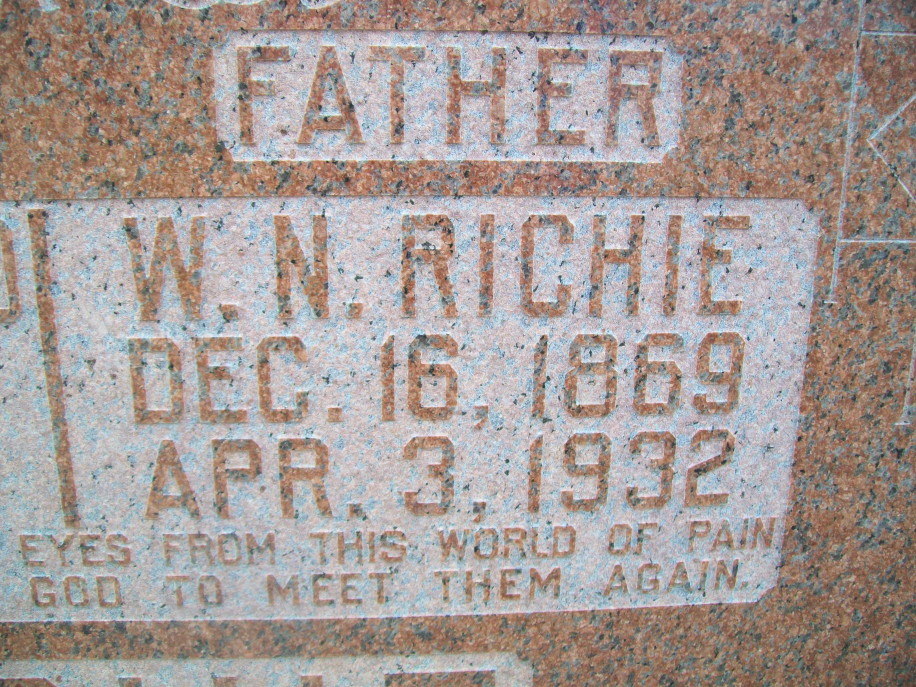 FATHER
W. N. RICHIE
DEC. 16, 1869
APR. 3, 1932
EYES FROM THIS WORLD OF PAIN
GOD TO MEET THEM AGAIN.